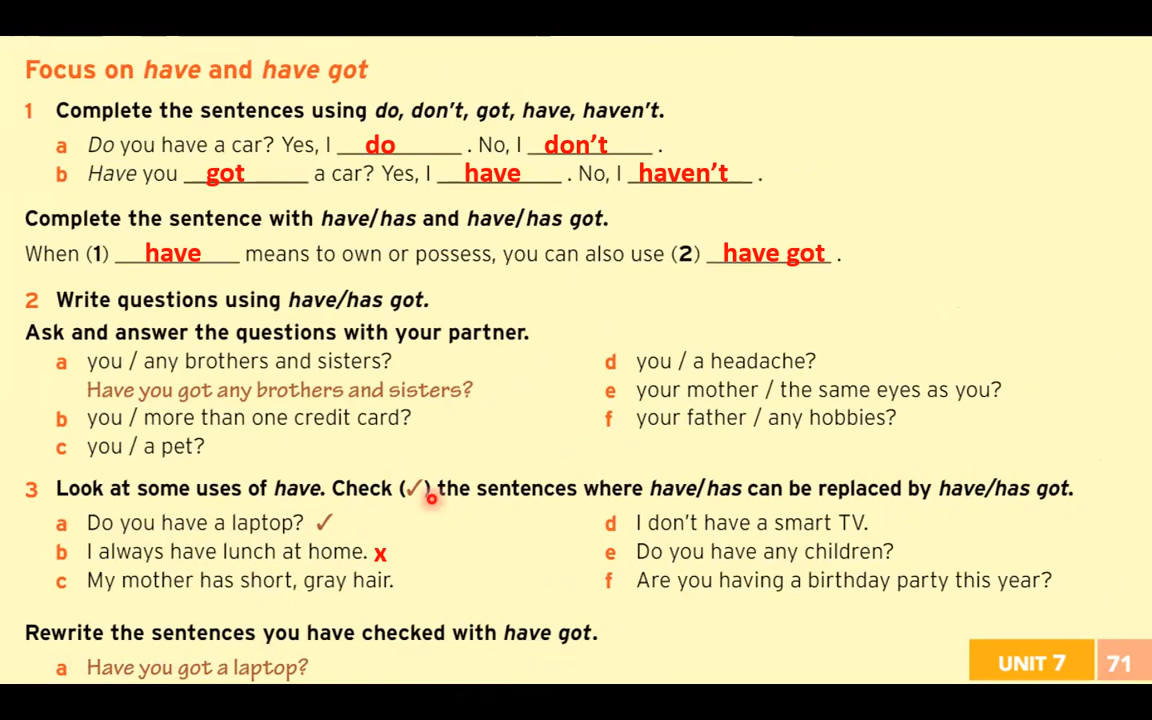 Focus on have and have got
1 Complete the sentences using do, don't, got, have, haven't.
a Do you have a car? Yes, I do. No, I don't.
b Have you got a car? Yes, I have. No, I haven't.
Complete the sentence with have/has and have/has got.
When (1) have means to own or possess, you can also use (2) have got.
2 Write questions using have/has got.
Ask and answer the questions with your partner.
a you / any brothers and sisters?
Have you got any brothers and sisters?
b you / more than one credit card?
c you / a pet?
d you / a headache?
e your mother / the same eyes as you?
f your father / any hobbies?
3 Look at some uses of have. Check (✓) the sentences where have/has can be replaced by have/has got.
a Do you have a laptop? ✓
b I always have lunch at home. x
c My mother has short, gray hair.
d I don't have a smart TV.
e Do you have any children?
f Are you having a birthday party this year?
Rewrite the sentences you have checked with have got.
a Have you got a laptop?
UNIT 7 71